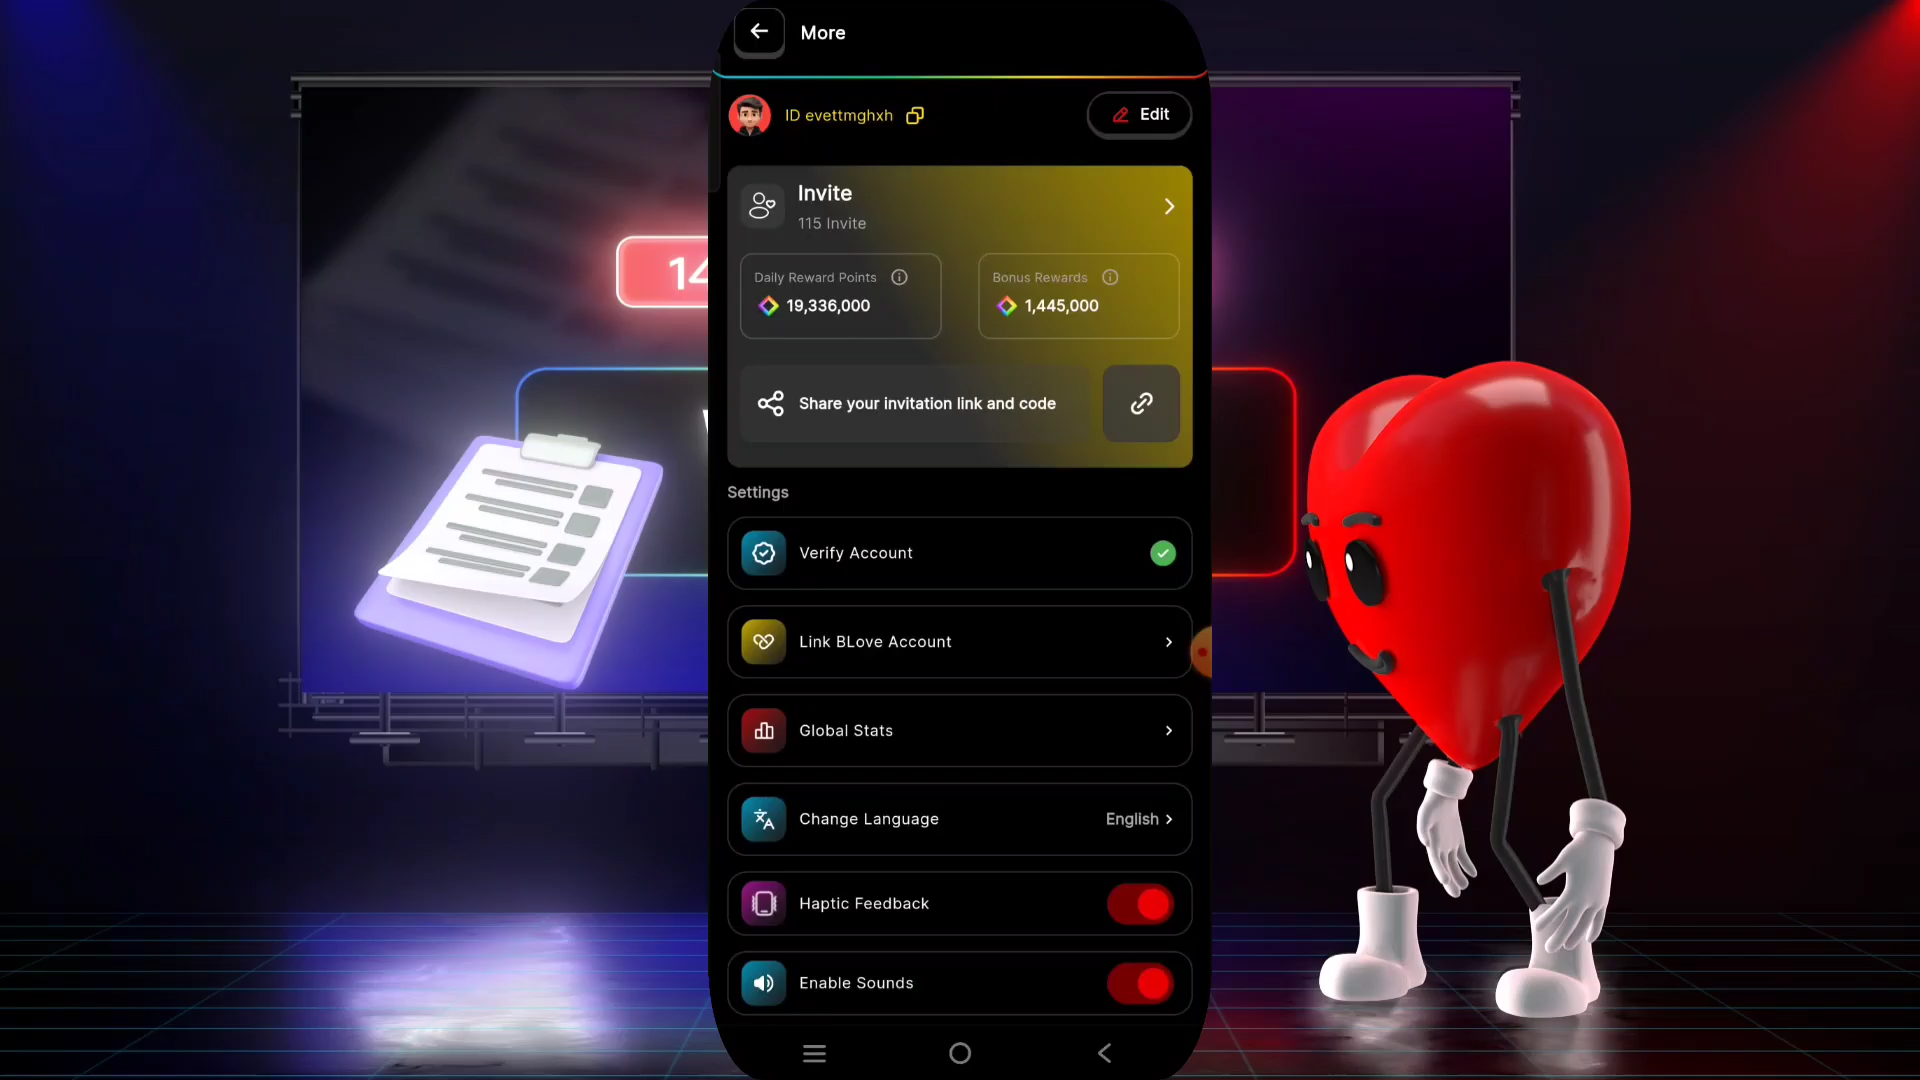 More
ID evettmghxh
Edit
Invite
115 Invite
Daily Reward Points
19,336,000
Bonus Rewards
1,445,000
Share your invitation link and code
Settings
Verify Account
Link BLove Account
Global Stats
Change Language
English
Haptic Feedback
Enable Sounds